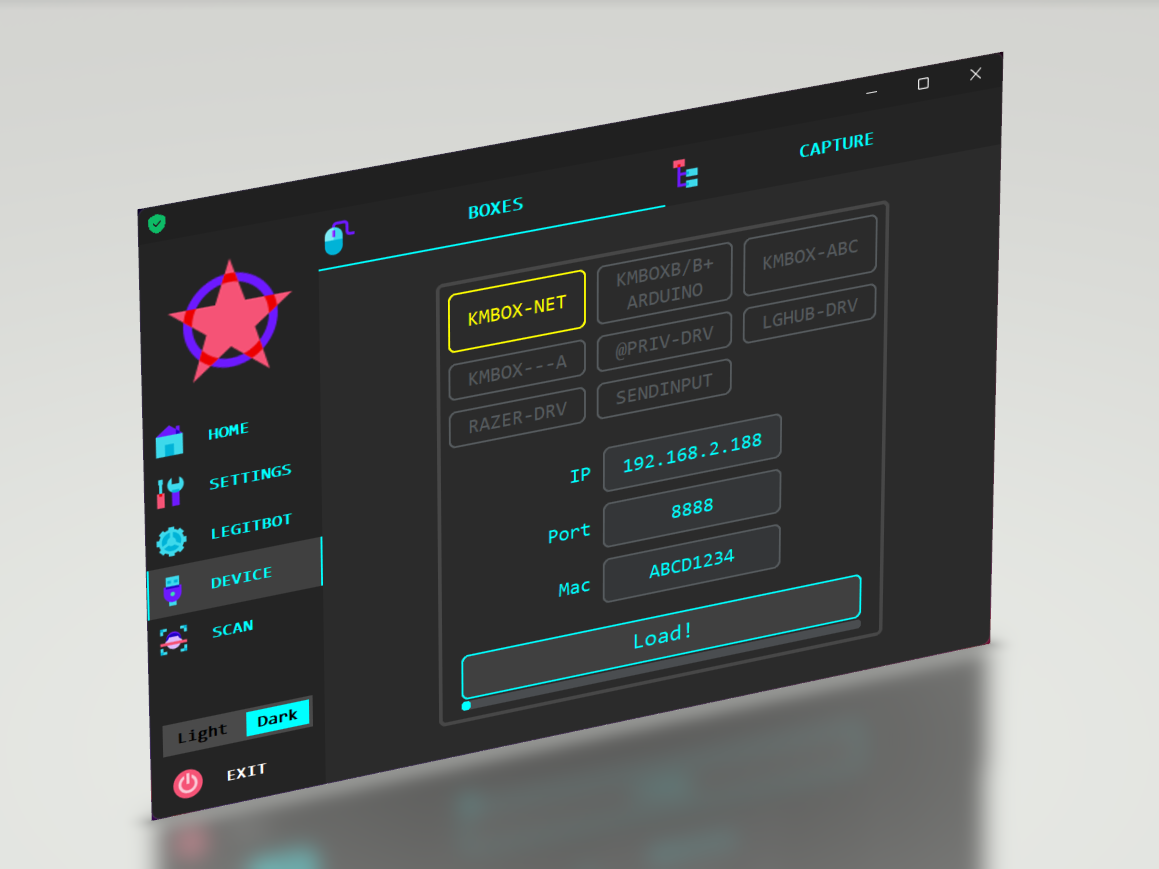 BOXES
CAPTURE
HOME
SETTINGS
LEGITBOT
DEVICE
SCAN
Light
Dark
EXIT
KMBOX-NET
KMBOXB/B+
ARDUINO
KMBOX-ABC
KMBOX---A
@PRIV-DRV
LGHUB-DRV
RAZER-DRV
SENDINPUT
IP
192.168.2.188
Port
8888
Mac
ABCD1234
Load!